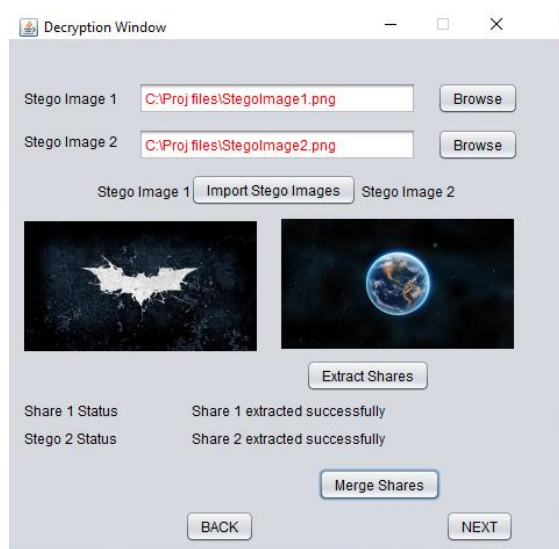 Decryption Window
Stego Image 1 C:\Proj files\StegoImage1.png Browse
Stego Image 2 C:\Proj files\StegoImage2.png Browse
Stego Image 1 Import Stego Images Stego Image 2
Extract Shares
Share 1 Status Share 1 extracted successfully
Stego 2 Status Share 2 extracted successfully
Merge Shares
BACK NEXT